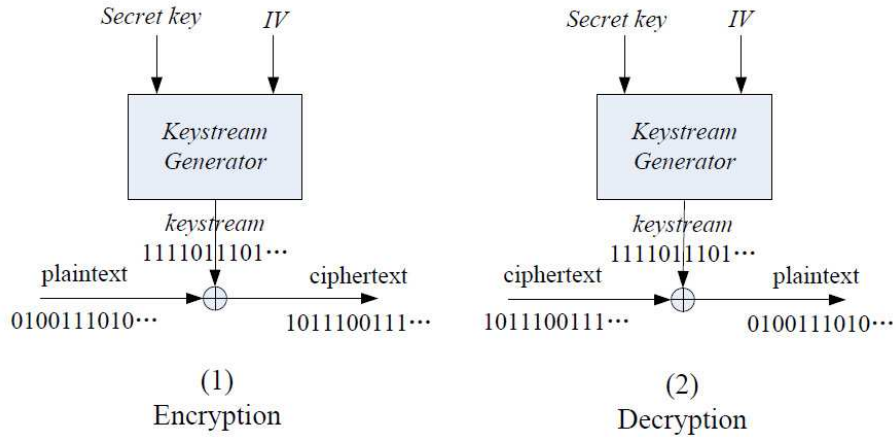 Secret key
IV
Keystream
Generator
keystream
1111011101···
plaintext
ciphertext
0100111010···
1011100111···
(1)
Encryption
Secret key
IV
Keystream
Generator
keystream
1111011101···
ciphertext
plaintext
1011100111···
0100111010···
(2)
Decryption